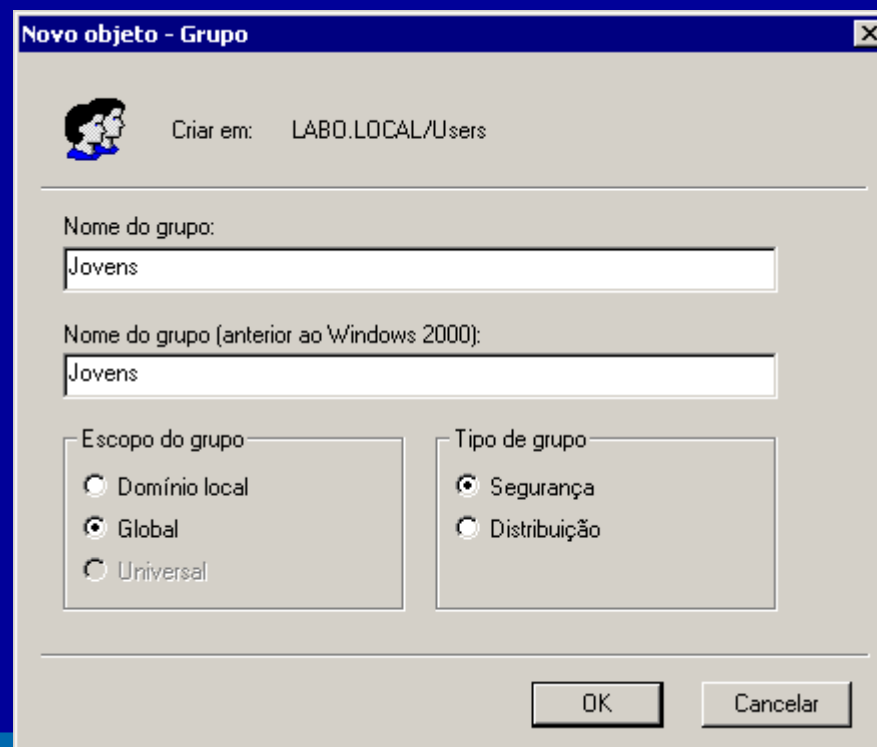 Novo objeto - Grupo
Criar em: LABO.LOCAL/Users
Nome do grupo:
Jovens
Nome do grupo (anterior ao Windows 2000):
Jovens
Escopo do grupo
Domínio local
Global
Universal
Tipo de grupo
Segurança
Distribuição
OK Cancelar